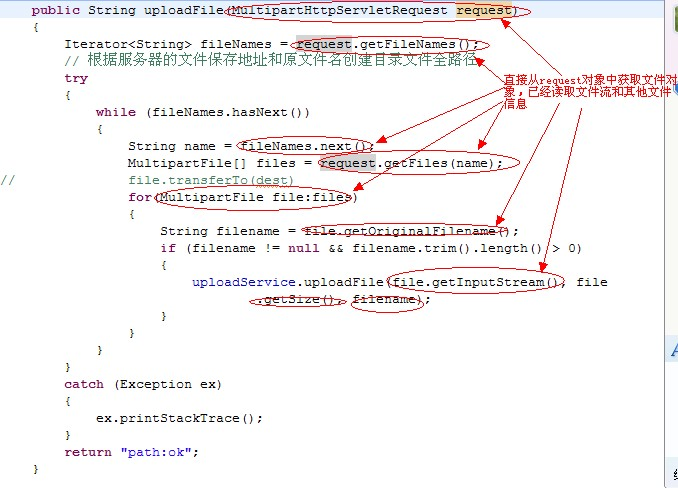 public String uploadFile(MultipartHttpServletRequest request)
{
Iterator<String> fileNames = request.getFileNames();
// 根据服务器的文件保存地址和原文件名创建目录文件全路径
try
{
while (fileNames.hasNext())
{
String name = fileNames.next();
MultipartFile[] files = request.getFiles(name);
// file.transferTo(dest)
for(MultipartFile file:files)
{
String filename = file.getOriginalFilename();
if (filename != null && filename.trim().length() > 0)
{
uploadService.uploadFile(file.getInputStream(), file
.getSize(), filename);
}
}
}
}
catch (Exception ex)
{
ex.printStackTrace();
}
return "path:ok";
}
直接从request对象中获取文件对
象，已经读取文件流和其他文件
信息